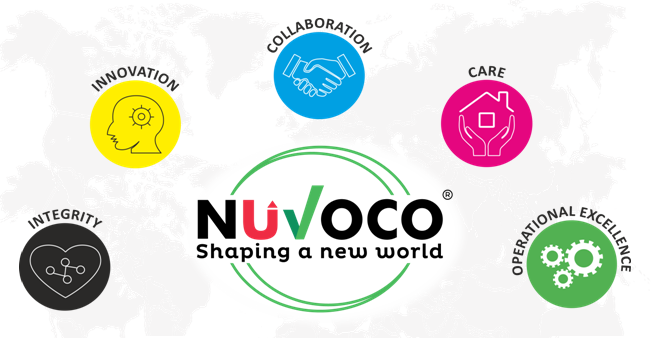 COLLABORATION
INNOVATION
CARE
INTEGRITY
OPERATIONAL EXCELLENCE
NUVOCO®
Shaping a new world